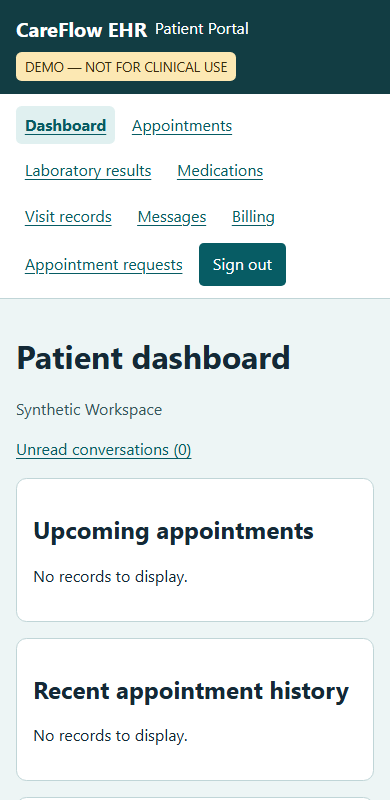 CareFlow EHR Patient Portal
DEMO — NOT FOR CLINICAL USE
Dashboard Appointments
Laboratory results Medications
Visit records Messages Billing
Appointment requests Sign out
Patient dashboard
Synthetic Workspace
Unread conversations (0)
Upcoming appointments
No records to display.
Recent appointment history
No records to display.